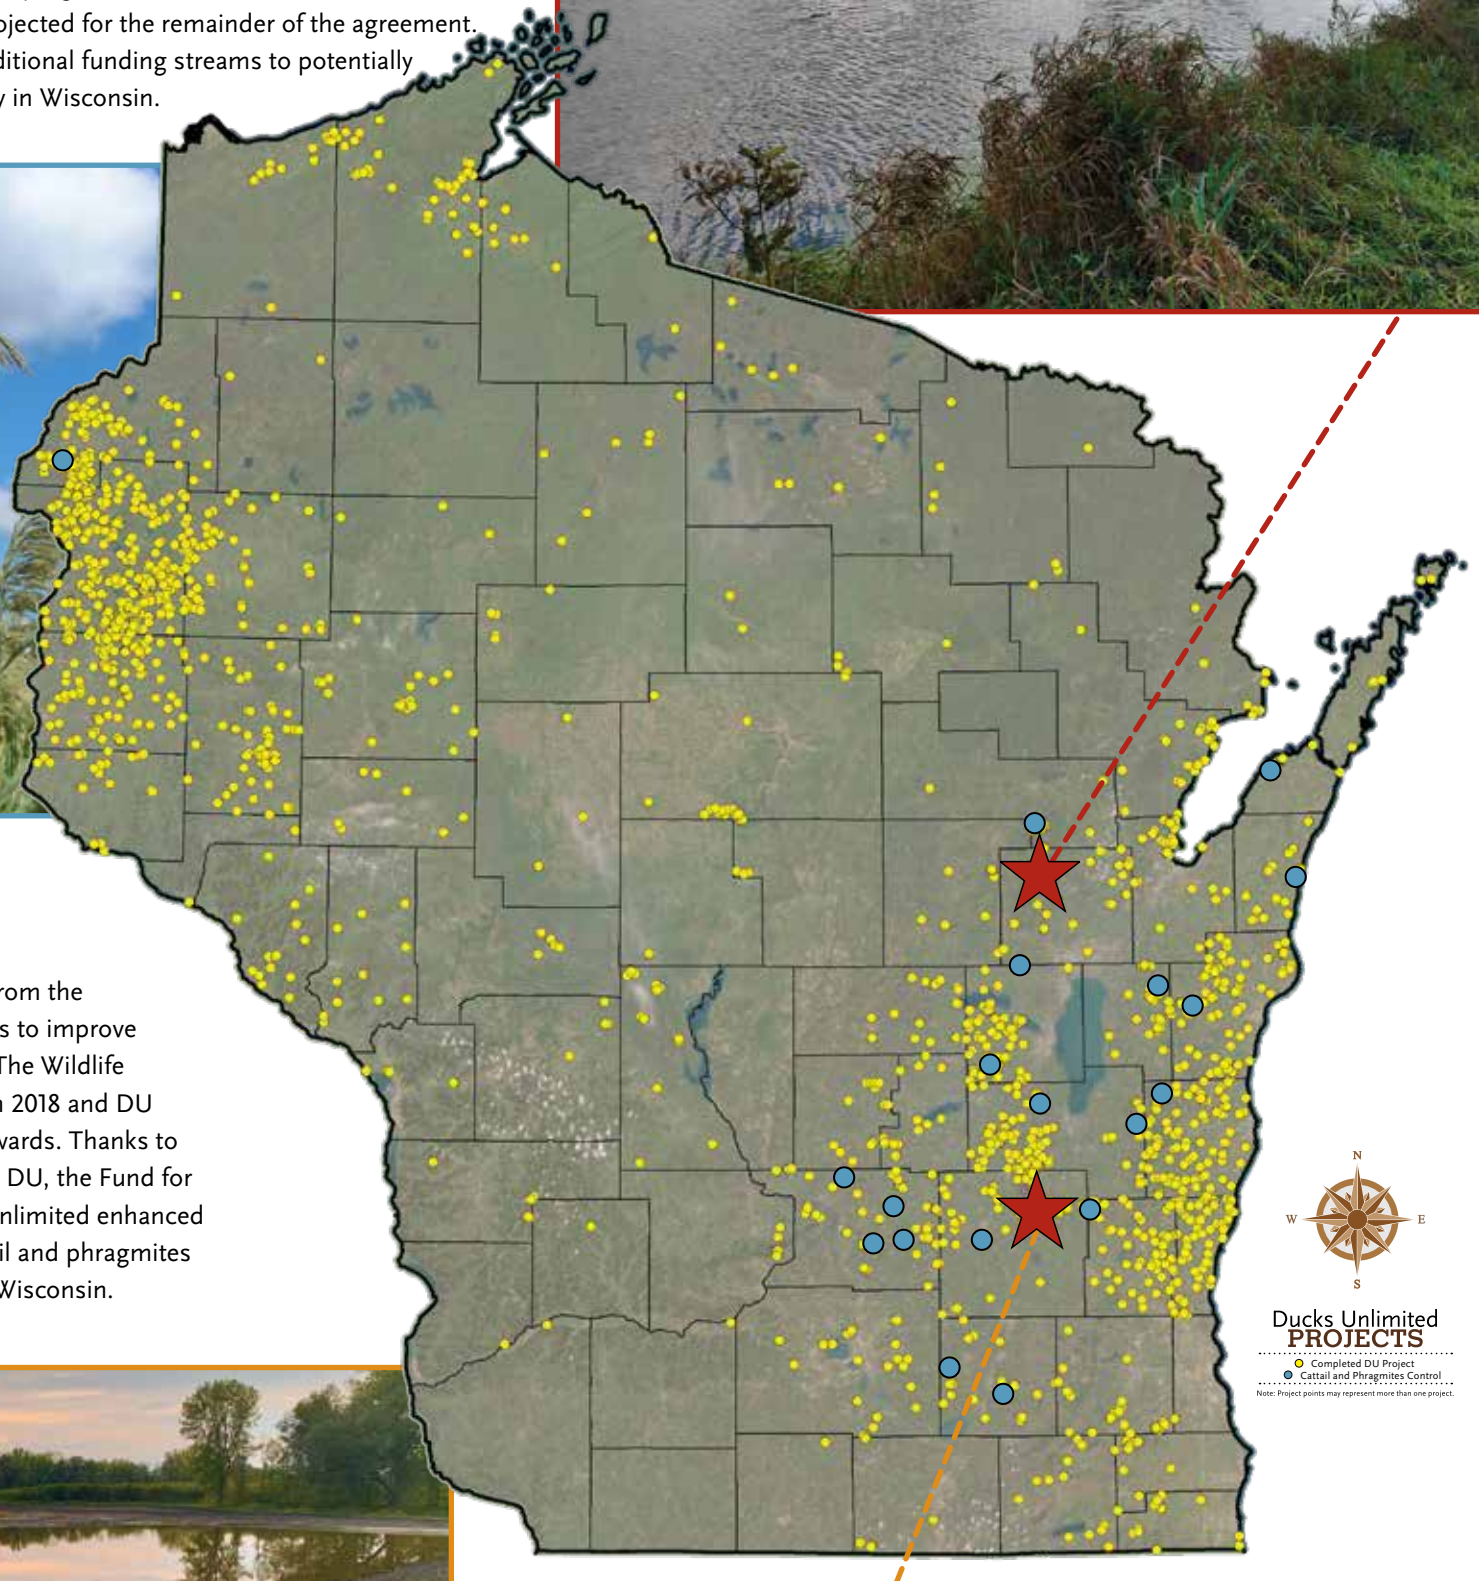 ojected for the remainder of the agreement.
ditional funding streams to potentially
y in Wisconsin.
rom the
s to improve
The Wildlife
n 2018 and DU
wards. Thanks to
DU, the Fund for
nlimited enhanced
il and phragmites
Wisconsin.
N
W E
S
Ducks Unlimited
PROJECTS
Completed DU Project
Cattail and Phragmites Control
Note: Project points may represent more than one project.